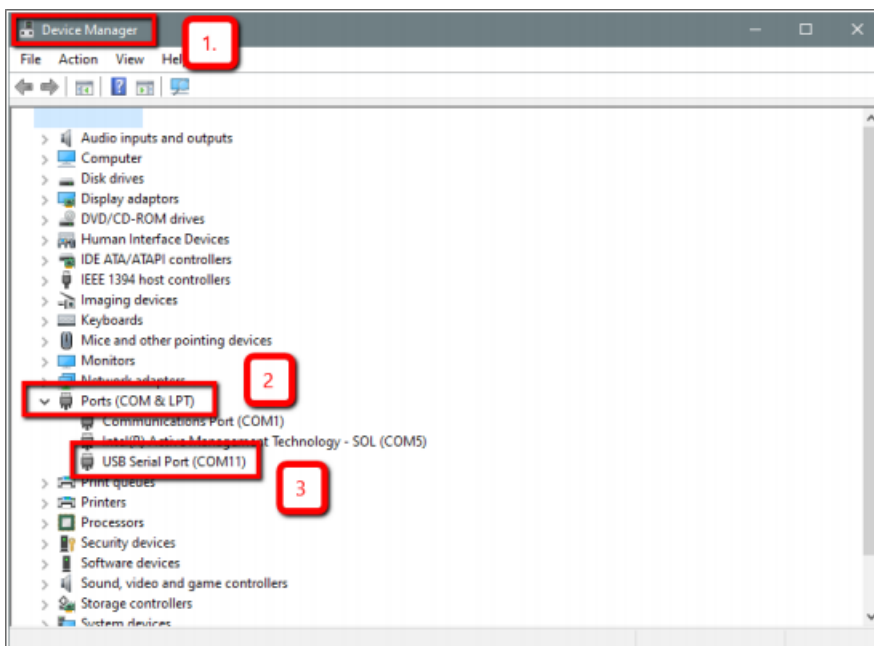 Device Manager
1.
File Action View Help
?
Audio inputs and outputs
Computer
Disk drives
Display adaptors
DVD/CD-ROM drives
Human Interface Devices
IDE ATA/ATAPI controllers
IEEE 1394 host controllers
Imaging devices
Keyboards
Mice and other pointing devices
Monitors
Network adapters
2
Ports (COM & LPT)
Communications Port (COM1)
Intel(R) Active Management Technology - SOL (COM5)
USB Serial Port (COM11)
3
Print queues
Printers
Processors
Security devices
Software devices
Sound, video and game controllers
Storage controllers
System devices